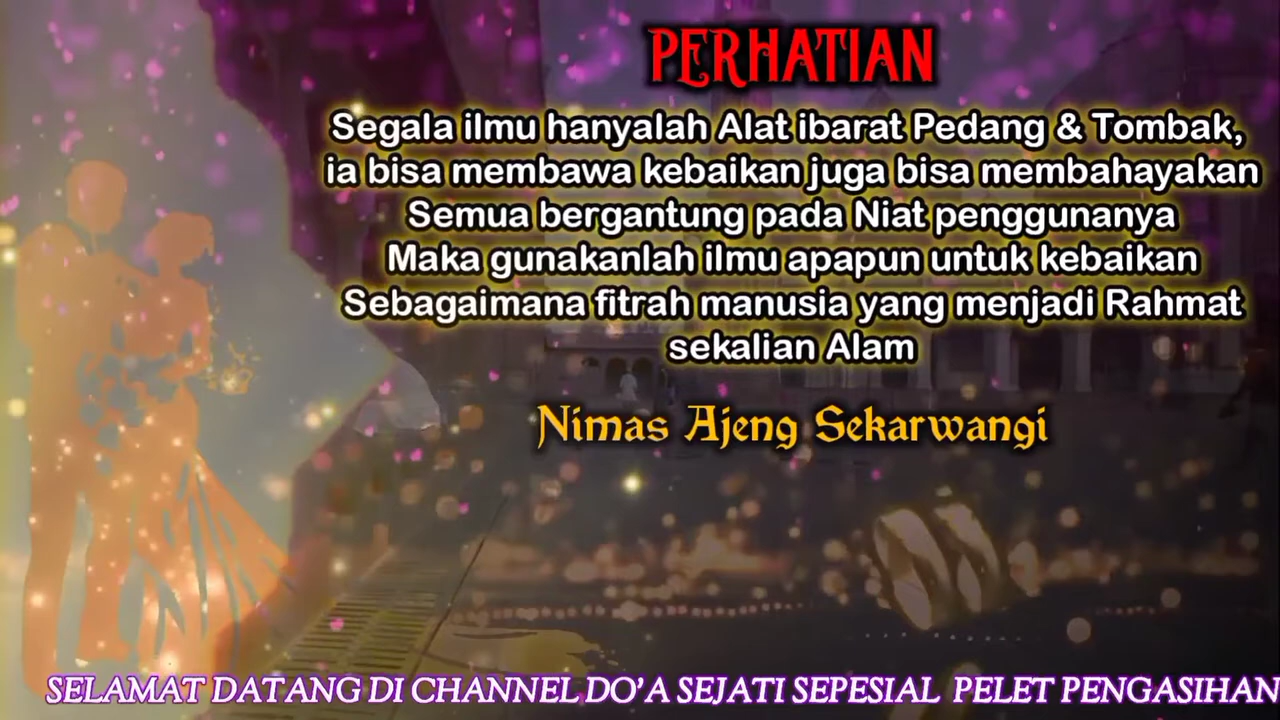 PERHATIAN
Segala ilmu hanyalah Alat ibarat Pedang & Tombak,
ia bisa membawa kebaikan juga bisa membahayakan
Semua bergantung pada Niat penggunanya
Maka gunakanlah ilmu apapun untuk kebaikan
Sebagaimana fitrah manusia yang menjadi Rahmat
sekalian Alam
Nimas Ajeng Sekarwangi
SELAMAT DATANG DI CHANNEL DO'A SEJATI SEPESIAL PELET PENGASIHAN